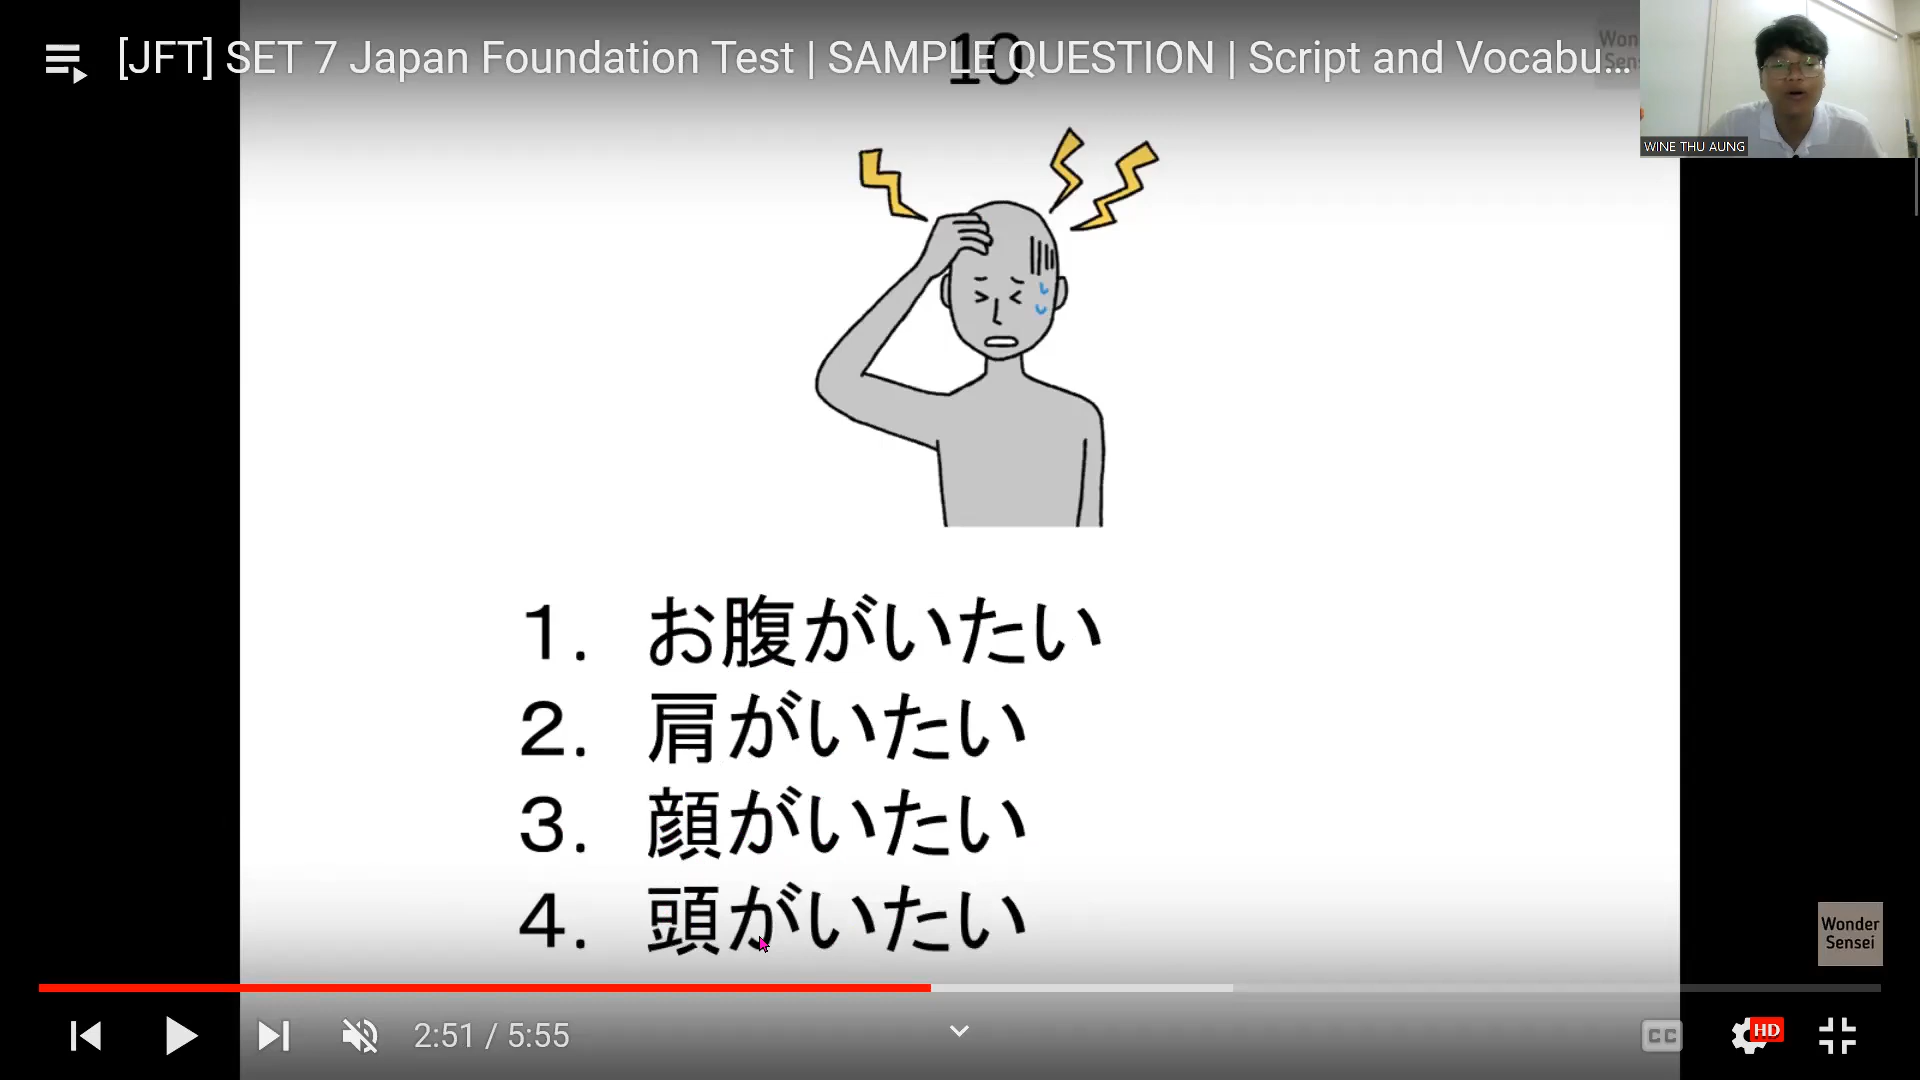 [JFT] SET 7 Japan Foundation Test | SAMPLE QUESTION | Script and Vocabu...
10
WINE THU AUNG
1. お腹がいたい
2. 肩がいたい
3. 顔がいたい
4. 頭がいたい
Wonder
Sensei
2:51 / 5:55
CC
HD